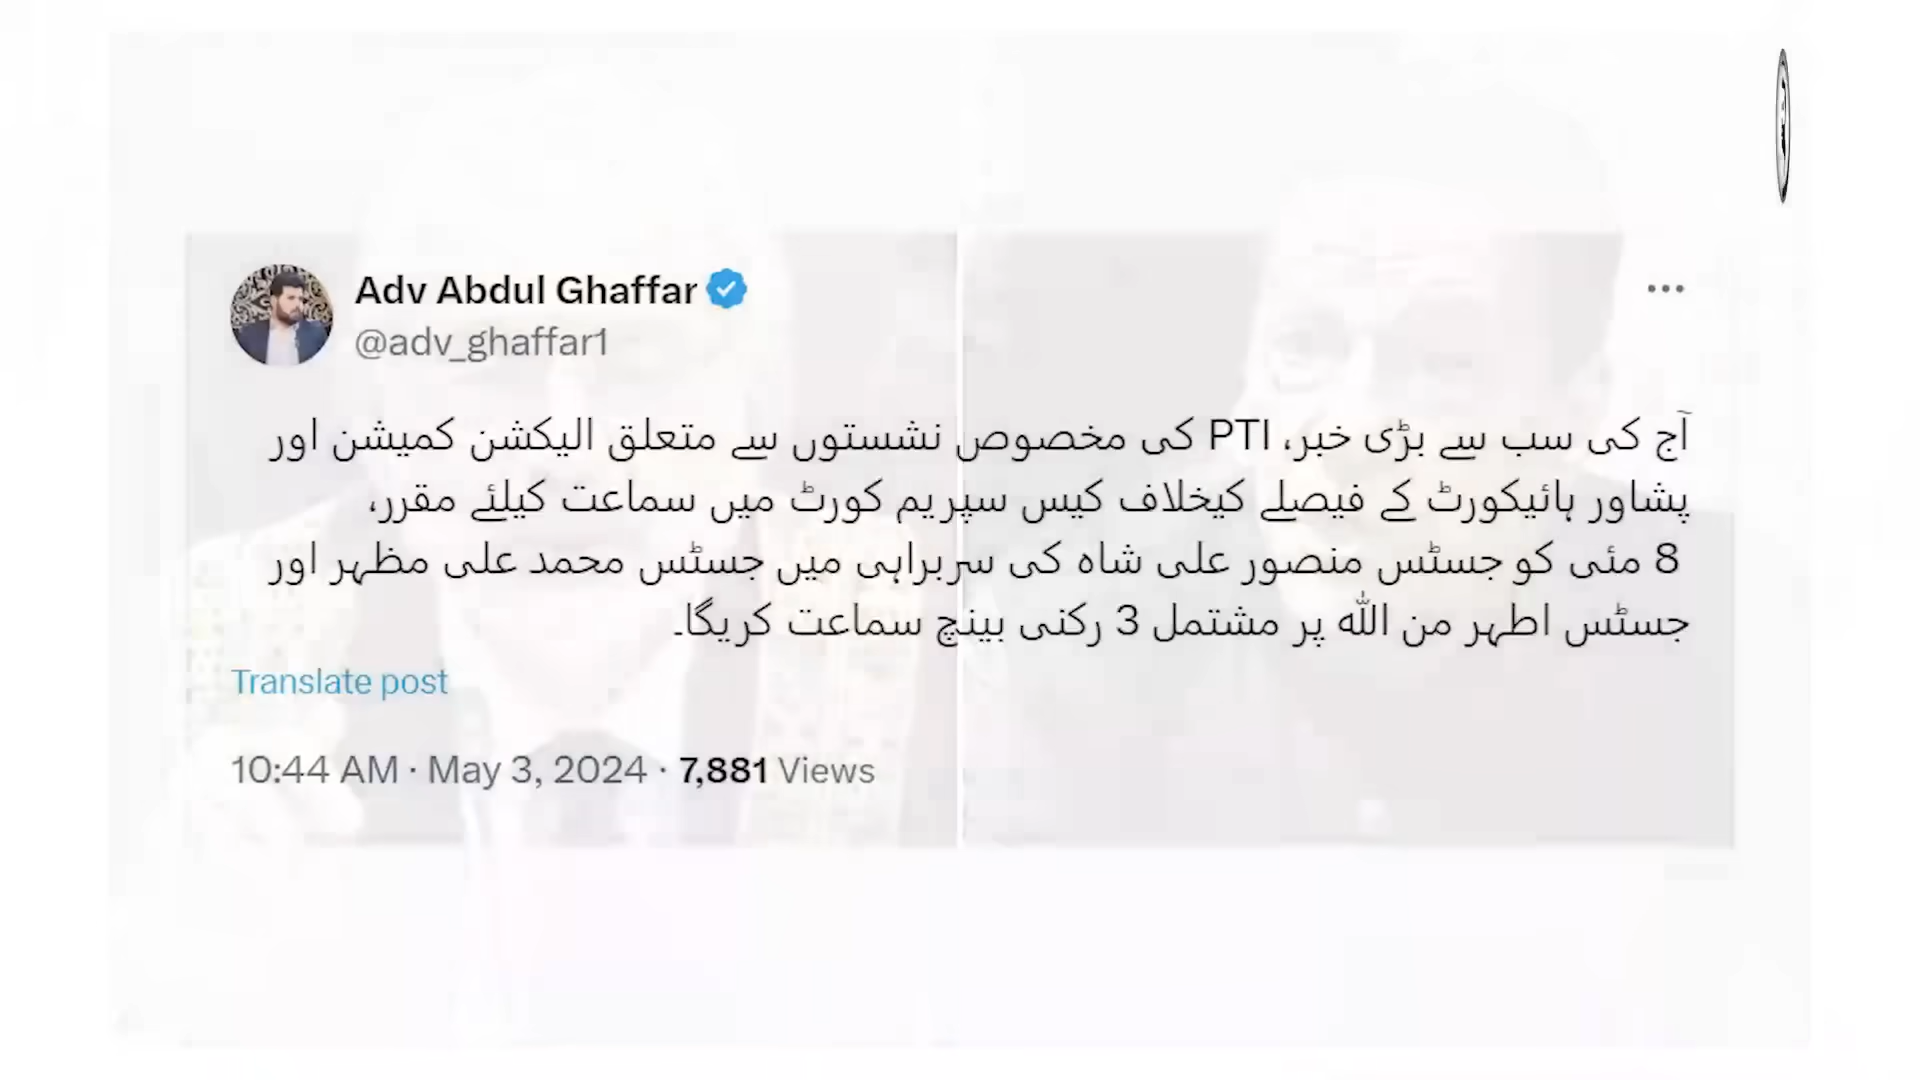 Adv Abdul Ghaffar
@adv_ghaffar1
آج کی سب سے بڑی خبر، PTI کی مخصوص نشستوں سے متعلق الیکشن کمیشن اور
پشاور ہائیکورٹ کے فیصلے کیخلاف کیس سپریم کورٹ میں سماعت کیلئے مقرر،
8 مئی کو جسٹس منصور علی شاہ کی سربراہی میں جسٹس محمد علی مظہر اور
جسٹس اطہر من اللہ پر مشتمل 3 رکنی بینچ سماعت کریگا۔
Translate post
10:44 AM · May 3, 2024 · 7,881 Views